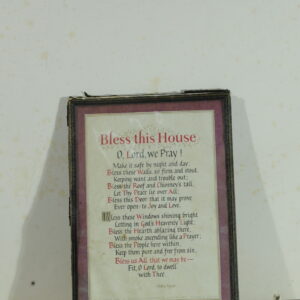 Bless this House
O, Lord, we Pray!
Make it safe by night and day.
Bless these Walls, so firm and stout,
Keeping want and trouble out;
Bless the Roof and Chimney's tall,
Let Thy Peace lie over All;
Bless this Door that it may prove
Ever open to Joy and Love.
Bless these Windows shining bright
Letting in God's Heavenly Light;
Bless the Hearth ablazing there,
With smoke ascending like a Prayer;
Bless the People here within...
Keep them pure and free from sin.
Bless us All, that we may be—
Fit, O Lord, to dwell
with Thee.